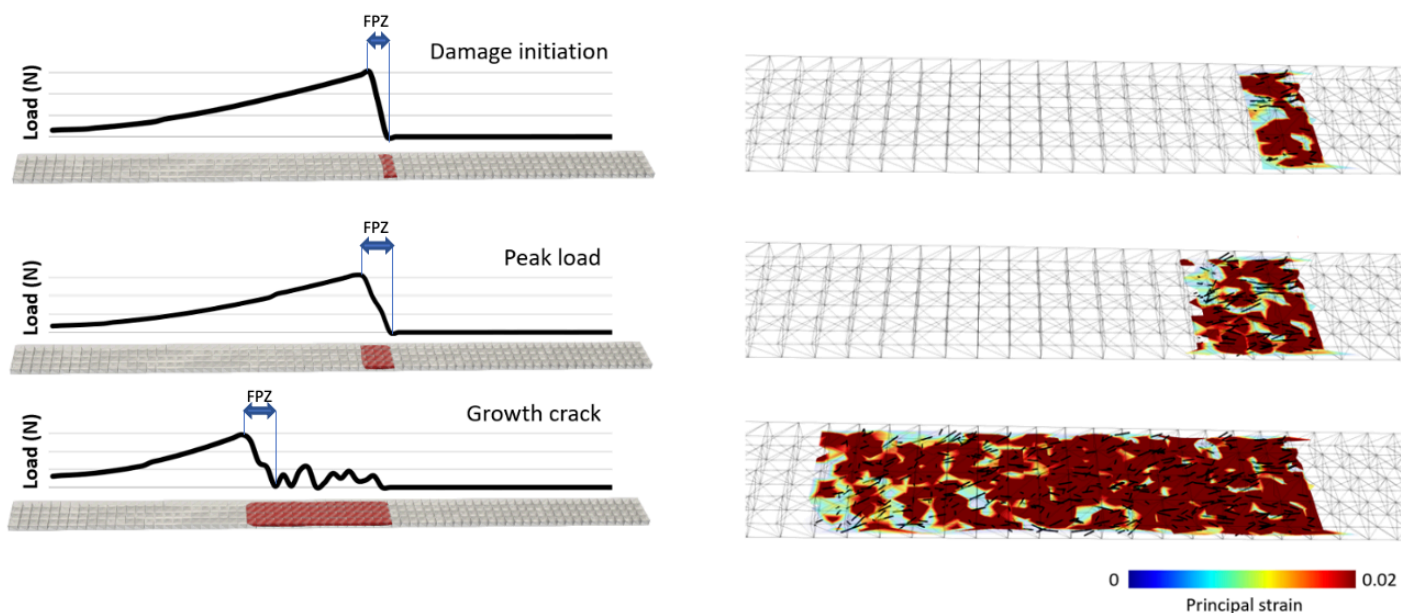 FPZ
Damage initiation
Load (N)
FPZ
Peak load
Load (N)
FPZ
Growth crack
Load (N)
0
0.02
Principal strain